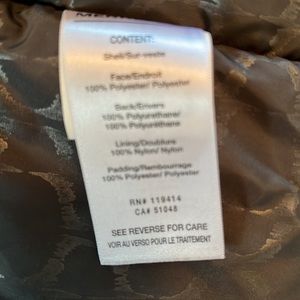 CONTENT:
Shell/Sur-veste
Face/Endroit
100% Polyester/ Polyester
Back/Envers
100% Polyurethane/
100% Polyuréthane
Lining/Doublure
100% Nylon/ Nylon
Padding/Rembourrage
100% Polyester/ Polyester
RN# 119414
CA# 51048
SEE REVERSE FOR CARE
VOIR AU VERSO POUR LE TRAITEMENT